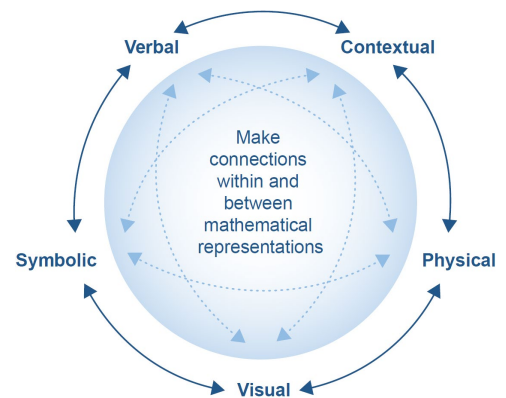 Verbal
Contextual
Make
connections
within and
between
mathematical
representations
Symbolic
Physical
Visual